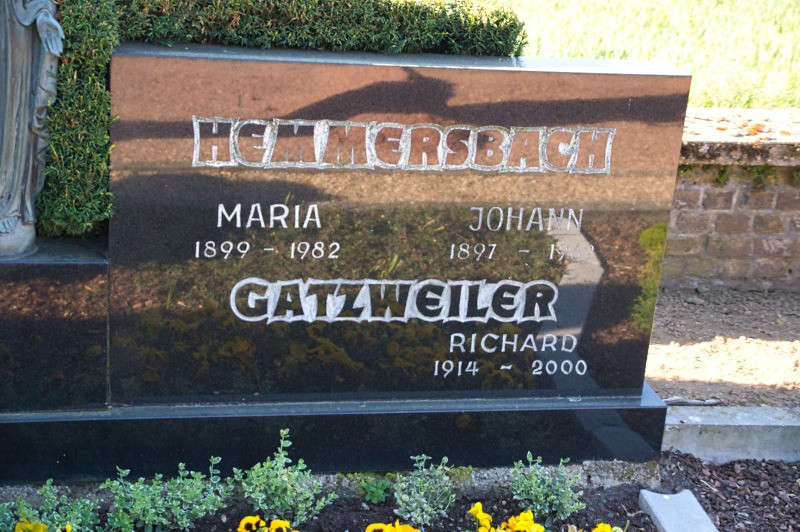 HEMMERSBACH
MARIA JOHANN
1899 - 1982 1897 -
GATZWEILER
RICHARD
1914 - 2000